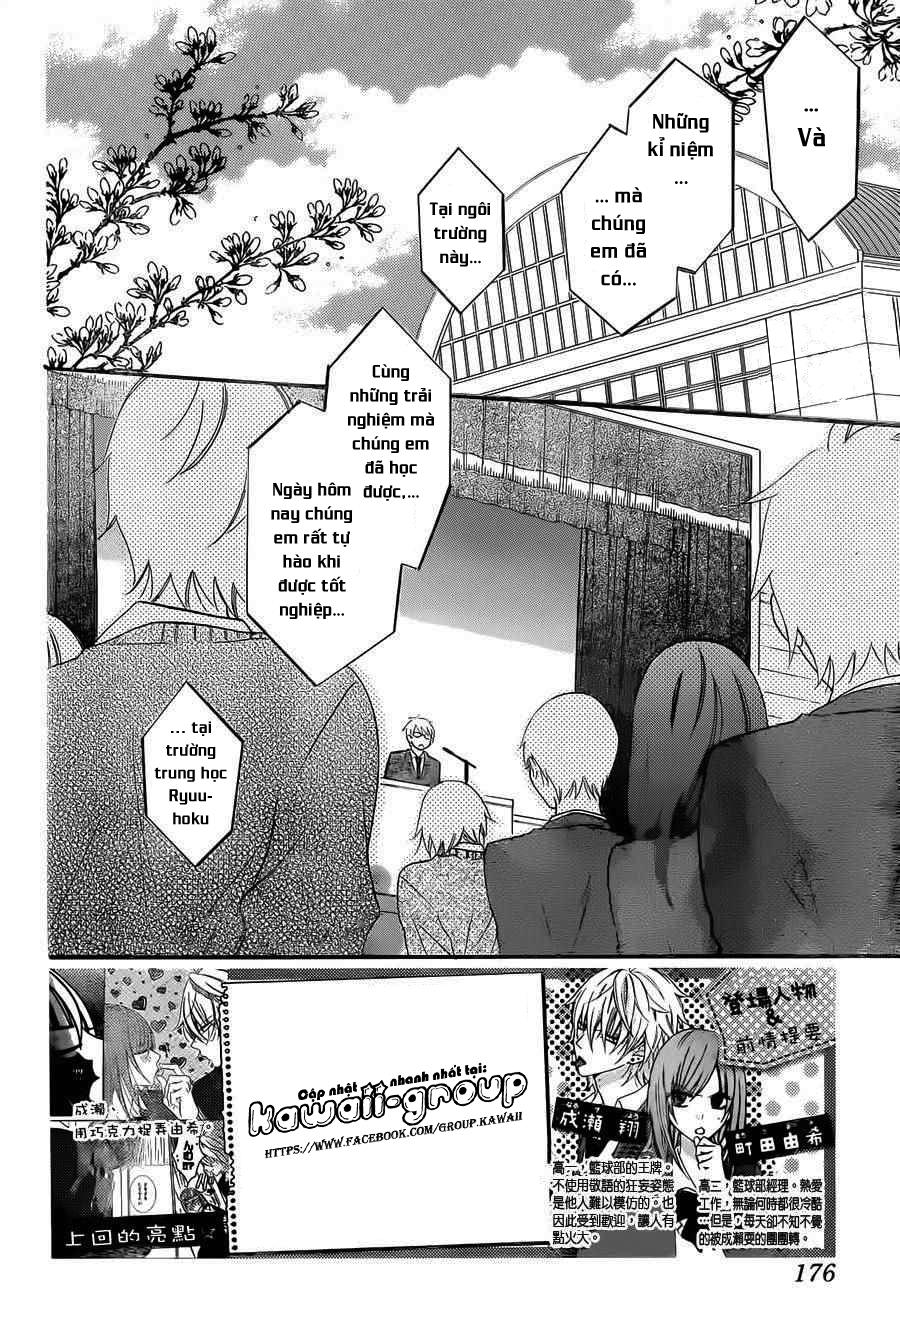 ...
Và
Những
kỉ niệm
...
... mà
chúng
em đã
có...
Tại ngôi
trường
này...
Cùng
những trải
nghiệm mà
chúng em
đã học
được,...
Ngày hôm
nay chúng
em rất tự
hào khi
được tốt
nghiệp...
... tại
trường
trung học
Ryuu-
hoku
登場人物
&
前情提要
成瀨 翔
高一，籃球部的王牌。
不使用敬語的狂妄姿態
是他人難以模仿的，也
因此受到歡迎，讓人有
點火大。
町田由希
高三，籃球部經理。熱愛
工作，無論何時都很冷酷
…但是，每天卻不知不覺
的被成瀨耍的團團轉。
Cập nhật nhanh nhất tại:
kawaii-group
HTTPS://WWW.FACEBOOK.COM/GROUP.KAWAII
成瀨、
用巧克力捉弄由希。
上回的亮點
176